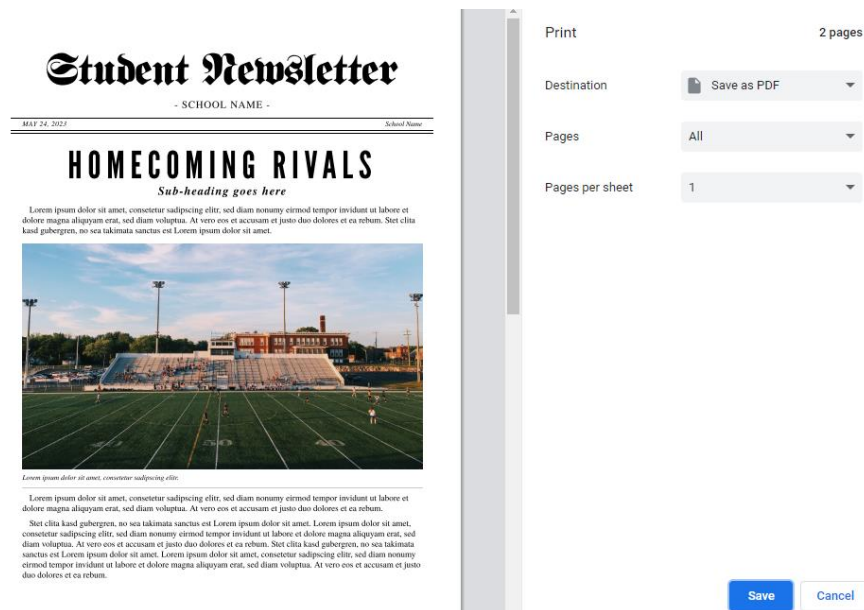 Student Newsletter
- SCHOOL NAME -
MAY 24, 2023 School Name
HOMECOMING RIVALS
Sub-heading goes here
Lorem ipsum dolor sit amet, consetetur sadipscing elitr, sed diam nonumy eirmod tempor invidunt ut labore et
dolore magna aliquyam erat, sed diam voluptua. At vero eos et accusam et justo duo dolores et ea rebum. Stet clita
kasd gubergren, no sea takimata sanctus est Lorem ipsum dolor sit amet.
Lorem ipsum dolor sit amet, consetetur sadipscing elitr.
Lorem ipsum dolor sit amet, consetetur sadipscing elitr, sed diam nonumy eirmod tempor invidunt ut labore et
dolore magna aliquyam erat, sed diam voluptua. At vero eos et accusam et justo duo dolores et ea rebum.
Stet clita kasd gubergren, no sea takimata sanctus est Lorem ipsum dolor sit amet. Lorem ipsum dolor sit amet,
consetetur sadipscing elitr, sed diam nonumy eirmod tempor invidunt ut labore et dolore magna aliquyam erat, sed
diam voluptua. At vero eos et accusam et justo duo dolores et ea rebum. Stet clita kasd gubergren, no sea takimata
sanctus est Lorem ipsum dolor sit amet. Lorem ipsum dolor sit amet, consetetur sadipscing elitr, sed diam nonumy
eirmod tempor invidunt ut labore et dolore magna aliquyam erat, sed diam voluptua. At vero eos et accusam et justo
duo dolores et ea rebum.
Print 2 pages
Destination Save as PDF
Pages All
Pages per sheet 1
Save Cancel